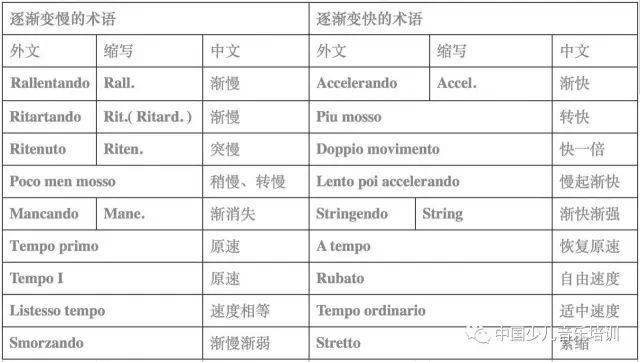 逐渐变慢的术语 逐渐变快的术语
外文 缩写 中文 外文 缩写 中文
Rallentando Rall. 渐慢 Accelerando Accel. 渐快
Ritartando Rit.( Ritard. ) 渐慢 Piu mosso 转快
Ritenuto Riten. 突慢 Doppio movimento 快一倍
Poco men mosso 稍慢、转慢 Lento poi accelerando 慢起渐快
Mancando Mane. 渐消失 Stringendo String 渐快渐强
Tempo primo 原速 A tempo 恢复原速
Tempo I 原速 Rubato 自由速度
Listesso tempo 速度相等 Tempo ordinario 适中速度
Smorzando 渐慢渐弱 Stretto 紧缩
中国少儿音乐培训